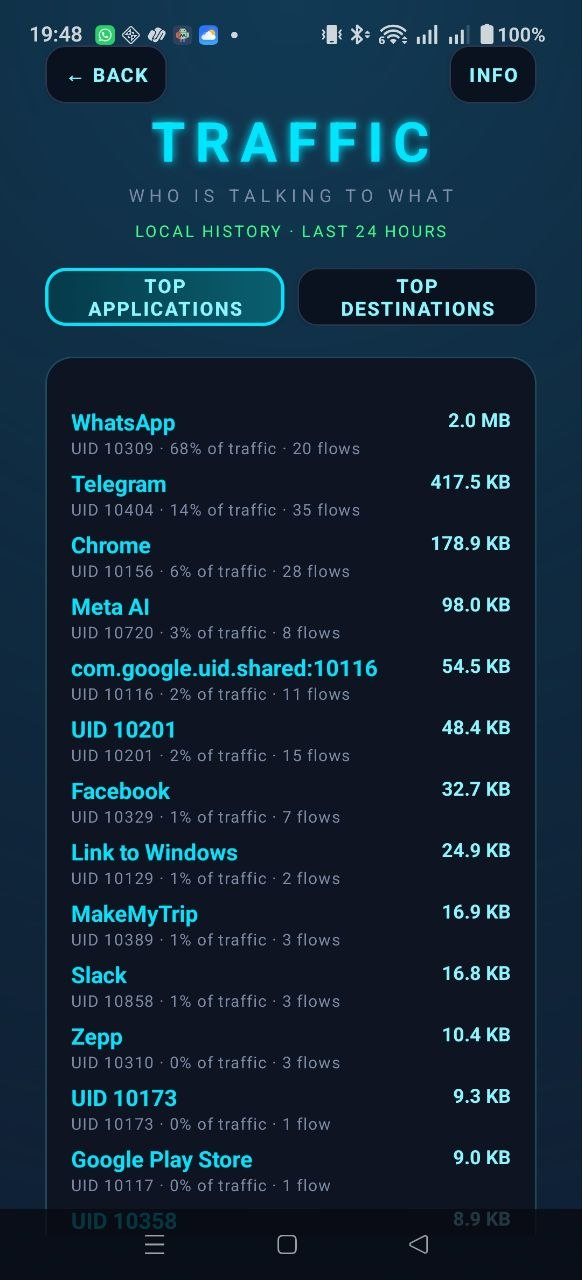 19:48 100%
← BACK INFO
TRAFFIC
WHO IS TALKING TO WHAT
LOCAL HISTORY · LAST 24 HOURS
TOP APPLICATIONS
TOP DESTINATIONS
WhatsApp 2.0 MB
UID 10309 · 68% of traffic · 20 flows
Telegram 417.5 KB
UID 10404 · 14% of traffic · 35 flows
Chrome 178.9 KB
UID 10156 · 6% of traffic · 28 flows
Meta AI 98.0 KB
UID 10720 · 3% of traffic · 8 flows
com.google.uid.shared:10116 54.5 KB
UID 10116 · 2% of traffic · 11 flows
UID 10201 48.4 KB
UID 10201 · 2% of traffic · 15 flows
Facebook 32.7 KB
UID 10329 · 1% of traffic · 7 flows
Link to Windows 24.9 KB
UID 10129 · 1% of traffic · 2 flows
MakeMyTrip 16.9 KB
UID 10389 · 1% of traffic · 3 flows
Slack 16.8 KB
UID 10858 · 1% of traffic · 3 flows
Zepp 10.4 KB
UID 10310 · 0% of traffic · 3 flows
UID 10173 9.3 KB
UID 10173 · 0% of traffic · 1 flow
Google Play Store 9.0 KB
UID 10117 · 0% of traffic · 1 flow
UID 10358 8.9 KB